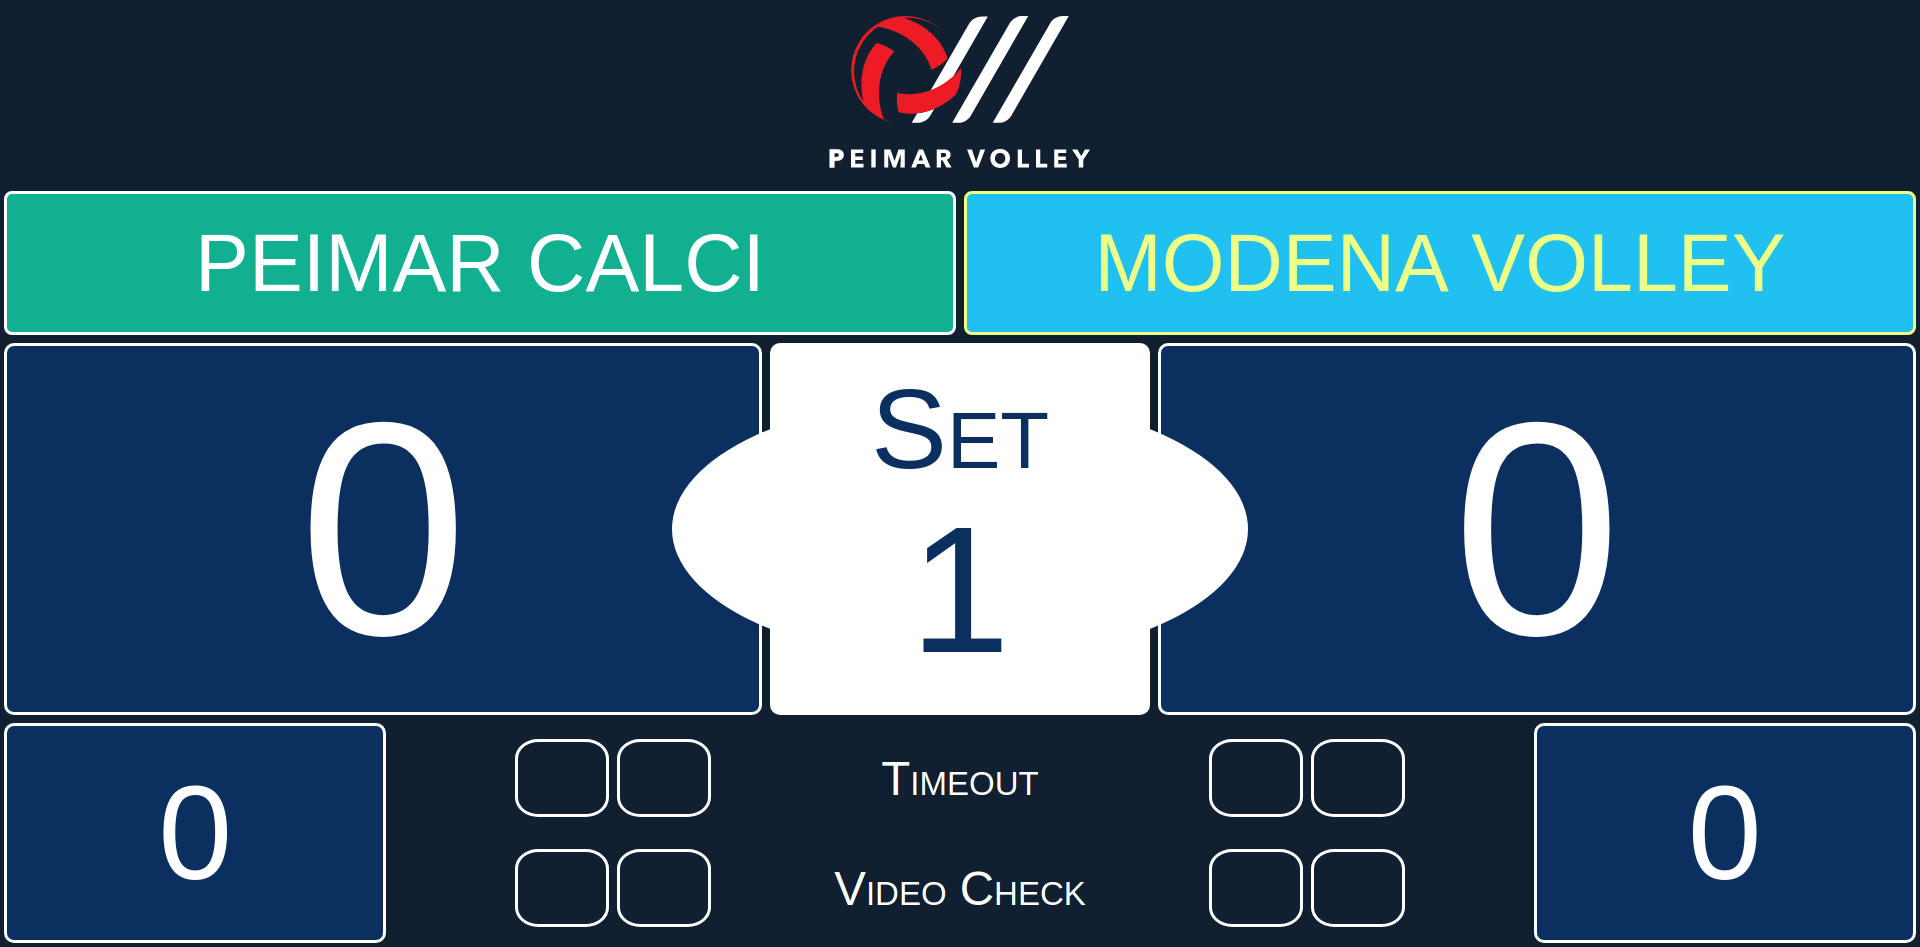 PEIMAR VOLLEY
PEIMAR CALCI
MODENA VOLLEY
0
Set
1
0
0
Timeout
Video Check
0